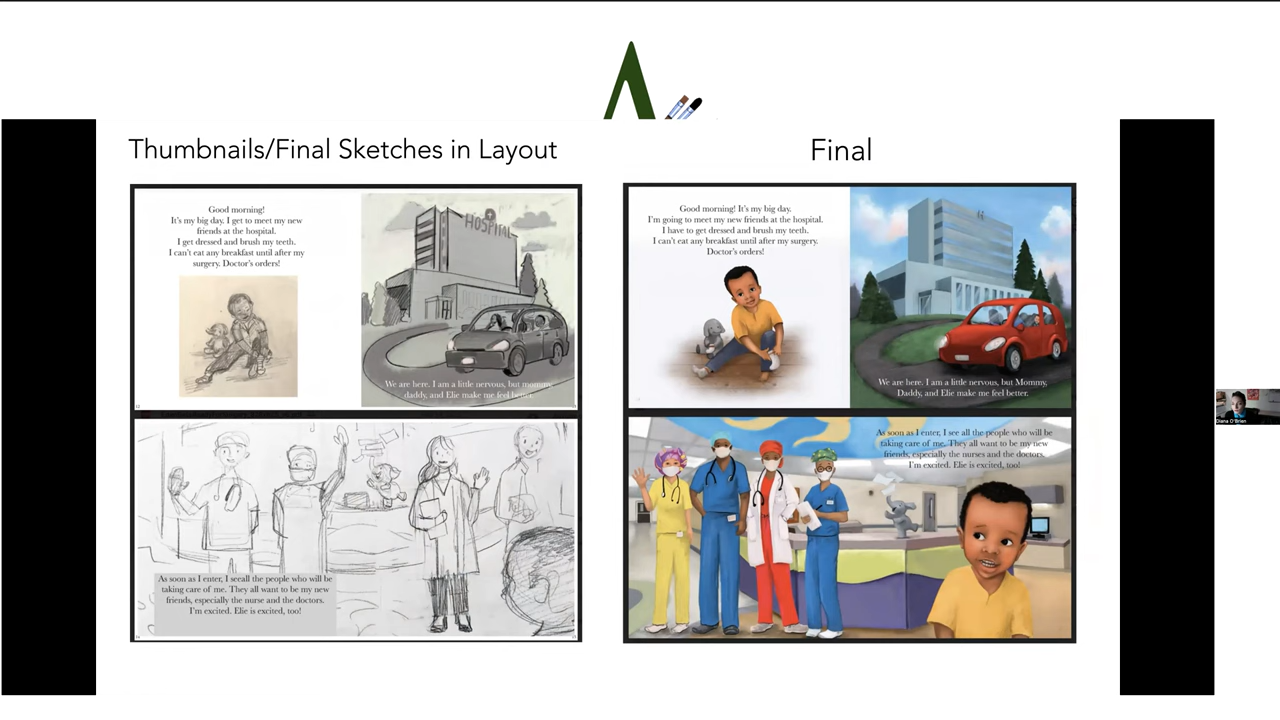 Thumbnails/Final Sketches in Layout
Good morning!
It's my big day. I get to meet my new
friends at the hospital.
I get dressed and brush my teeth.
I can't eat any breakfast until after my
surgery. Doctor's orders!
HOSPITAL
We are here. I am a little nervous, but mommy,
daddy, and Elie make me feel better.
As soon as I enter, I seeall the people who will be
taking care of me. They all want to be my new
friends, especially the nurse and the doctors.
I'm excited. Elie is excited, too!
Final
Good morning! It's my big day.
I'm going to meet my new friends at the hospital.
I have to get dressed and brush my teeth.
I can't eat any breakfast until after my surgery.
Doctor's orders!
H
We are here. I am a little nervous, but Mommy,
Daddy, and Elie make me feel better.
As soon as I enter, I see all the people who will be
taking care of me. They all want to be my new
friends, especially the nurses and the doctors.
I'm excited. Elie is excited, too!
Diana O'Brien